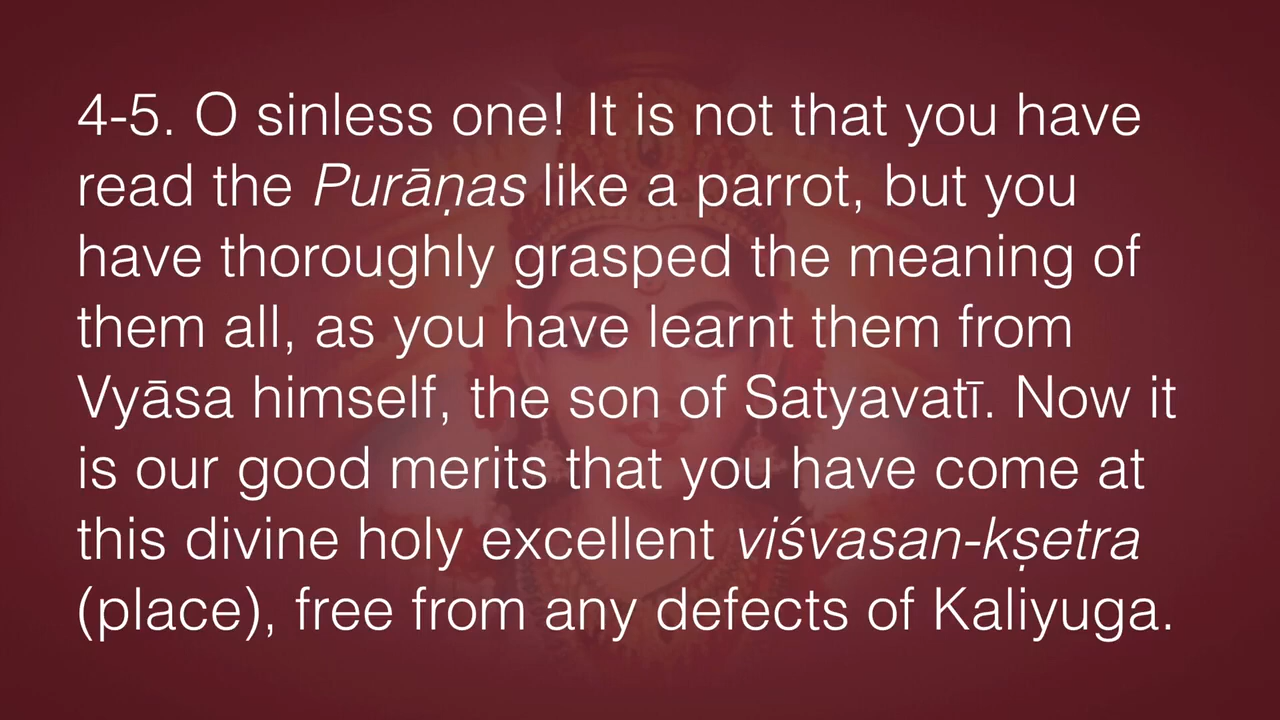 4-5. O sinless one! It is not that you have
read the Purāṇas like a parrot, but you
have thoroughly grasped the meaning of
them all, as you have learnt them from
Vyāsa himself, the son of Satyavatī. Now it
is our good merits that you have come at
this divine holy excellent viśvasan-kṣetra
(place), free from any defects of Kaliyuga.